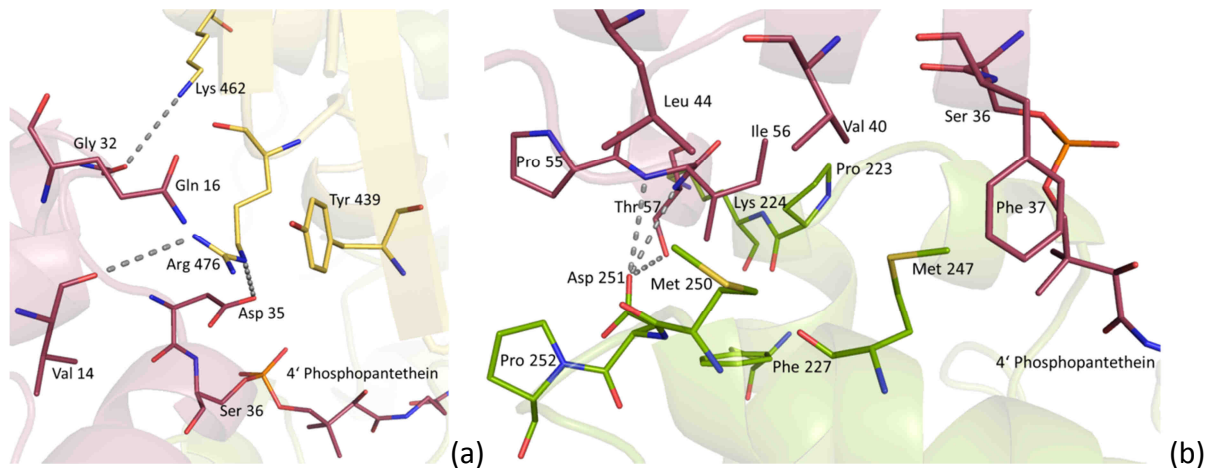 Lys 462
Gly 32
Gln 16
Tyr 439
Arg 476
Asp 35
Val 14
4‘ Phosphopantethein
Ser 36
(a)
Leu 44
Val 40
Ser 36
Ile 56
Pro 55
Pro 223
Lys 224
Thr 57
Phe 37
Asp 251
Met 250
Met 247
Pro 252
Phe 227
4‘ Phosphopantethein
(b)